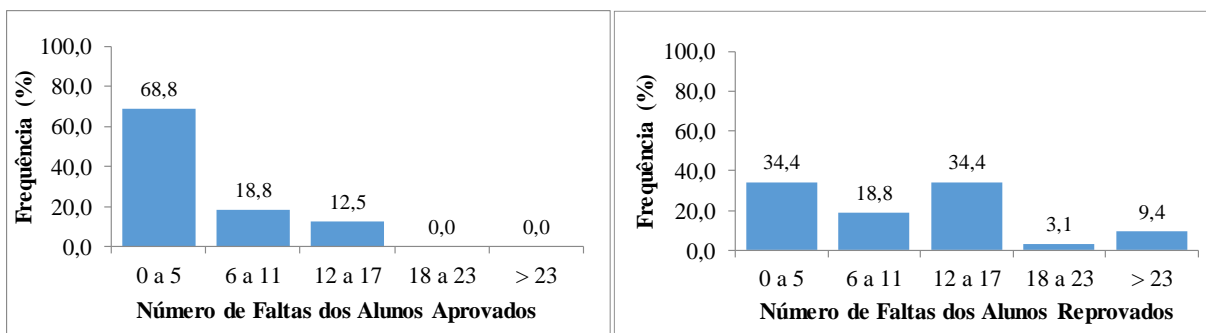 100,0
80,0
60,0
40,0
20,0
0,0
Frequência (%)
68,8
18,8
12,5
0,0
0,0
0 a 5
6 a 11
12 a 17
18 a 23
> 23
Número de Faltas dos Alunos Aprovados
100,0
80,0
60,0
40,0
20,0
0,0
Frequência (%)
34,4
18,8
34,4
3,1
9,4
0 a 5
6 a 11
12 a 17
18 a 23
> 23
Número de Faltas dos Alunos Reprovados